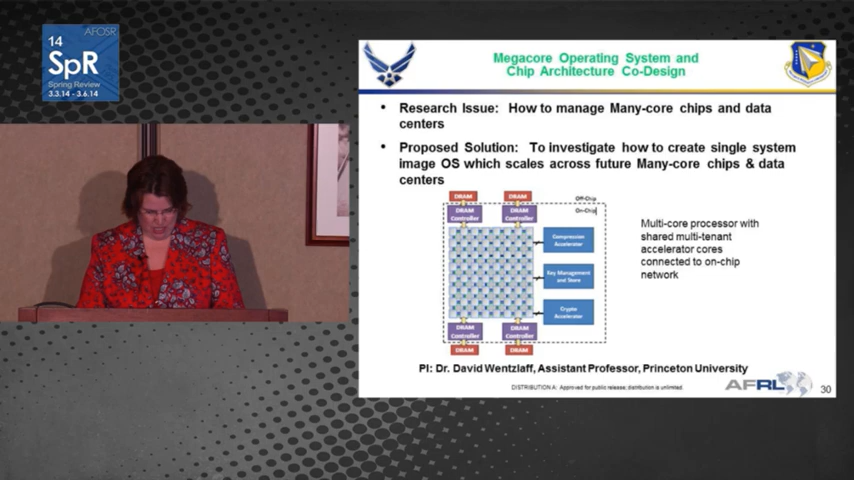 AFOSR
14
SpR
Spring Review
3.3.14 - 3.6.14
Megacore Operating System and
Chip Architecture Co-Design
• Research Issue: How to manage Many-core chips and data
centers
• Proposed Solution: To investigate how to create single system
image OS which scales across future Many-core chips & data
centers
DRAM
DRAM
Off-Chip
On-Chip
DRAM
Controller
DRAM
Controller
Compression
Accelerator
Key Management
and Store
Crypto
Accelerator
DRAM
Controller
DRAM
Controller
DRAM
DRAM
Multi-core processor with
shared multi-tenant
accelerator cores
connected to on-chip
network
PI: Dr. David Wentzlaff, Assistant Professor, Princeton University
DISTRIBUTION A: Approved for public release; distribution is unlimited.
AFRL
30